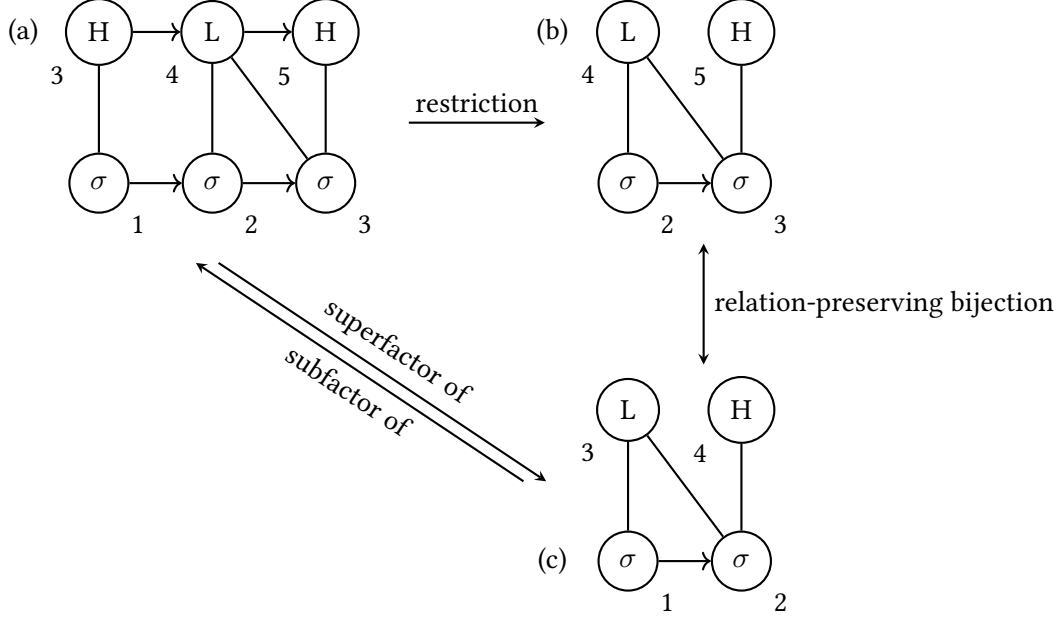 (a) H L H (b) L H
3 4 5 4 5
restriction
σ σ σ σ σ
1 2 3 2 3
superfactor of
subfactor of
relation-preserving bijection
L H
3 4
(c) σ σ
1 2